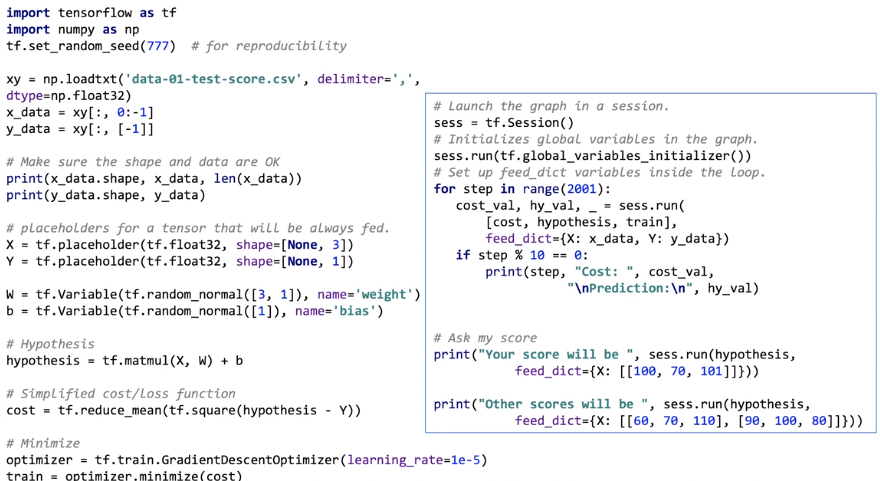 import tensorflow as tf
import numpy as np
tf.set_random_seed(777)  # for reproducibility

xy = np.loadtxt('data-01-test-score.csv', delimiter=',',
dtype=np.float32)
x_data = xy[:, 0:-1]
y_data = xy[:, [-1]]

# Make sure the shape and data are OK
print(x_data.shape, x_data, len(x_data))
print(y_data.shape, y_data)

# placeholders for a tensor that will be always fed.
X = tf.placeholder(tf.float32, shape=[None, 3])
Y = tf.placeholder(tf.float32, shape=[None, 1])

W = tf.Variable(tf.random_normal([3, 1]), name='weight')
b = tf.Variable(tf.random_normal([1]), name='bias')

# Hypothesis
hypothesis = tf.matmul(X, W) + b

# Simplified cost/loss function
cost = tf.reduce_mean(tf.square(hypothesis - Y))

# Minimize
optimizer = tf.train.GradientDescentOptimizer(learning_rate=1e-5)
train = optimizer.minimize(cost)

# Launch the graph in a session.
sess = tf.Session()
# Initializes global variables in the graph.
sess.run(tf.global_variables_initializer())
# Set up feed_dict variables inside the loop.
for step in range(2001):
   cost_val, hy_val, _ = sess.run(
       [cost, hypothesis, train],
       feed_dict={X: x_data, Y: y_data})
   if step % 10 == 0:
       print(step, "Cost: ", cost_val,
                  "\nPrediction:\n", hy_val)

# Ask my score
print("Your score will be ", sess.run(hypothesis,
           feed_dict={X: [[100, 70, 101]]}))

print("Other scores will be ", sess.run(hypothesis,
           feed_dict={X: [[60, 70, 110], [90, 100, 80]]}))